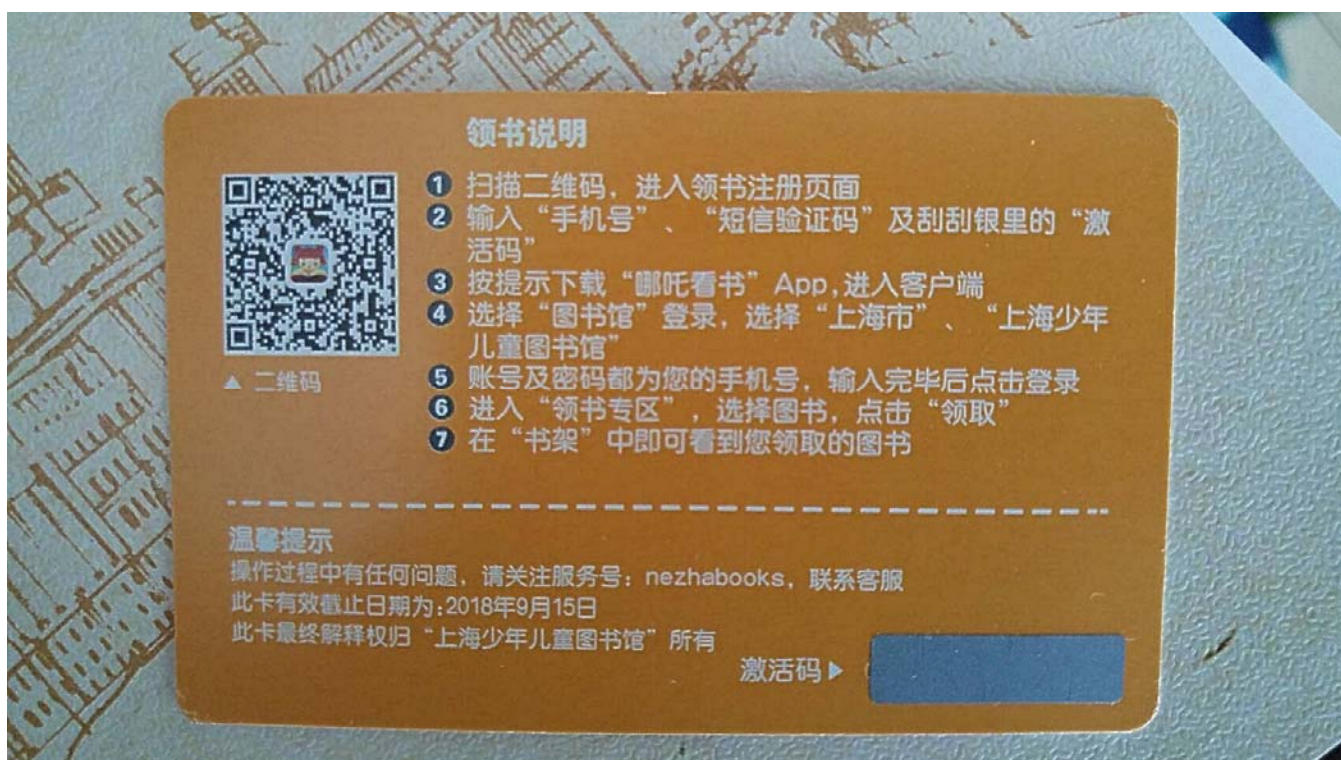 领书说明
❶ 扫描二维码，进入领书注册页面
❷ 输入“手机号”、“短信验证码”及刮刮银里的“激
活码”
❸ 按提示下载“哪吒看书”App,进入客户端
❹ 选择“图书馆”登录，选择“上海市”、“上海少年
儿童图书馆”
❺ 账号及密码都为您的手机号，输入完毕后点击登录
❻ 进入“领书专区”，选择图书，点击“领取”
❼ 在“书架”中即可看到您领取的图书
▲ 二维码
温馨提示
操作过程中有任何问题，请关注服务号：nezhabooks，联系客服
此卡有效截止日期为:2018年9月15日
此卡最终解释权归“上海少年儿童图书馆”所有
激活码▶